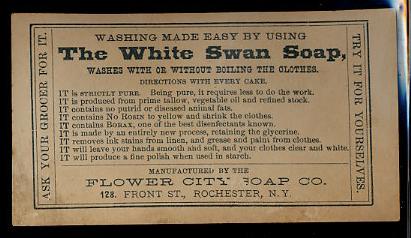 ASK YOUR GROCER FOR IT.
WASHING MADE EASY BY USING
The White Swan Soap,
WASHES WITH OR WITHOUT BOILING THE CLOTHES.
DIRECTIONS WITH EVERY CAKE.
IT is STRICTLY PURE. Being pure, it requires less to do the work.
IT is produced from prime tallow, vegetable oil and refined stock.
IT contains no putrid or diseased animal fats.
IT contains NO ROSIN to yellow and shrink the clothes.
IT contains BORAX, one of the best disenfectants known.
IT is made by an entirely new process, retaining the glycerine.
IT removes ink stains from linen, and grease and paint from clothes.
IT will leave your hands smooth and soft, and your clothes clear and white.
IT will produce a fine polish when used in starch.
MANUFACTURED BY THE
FLOWER CITY SOAP CO.
128. FRONT ST., ROCHESTER, N.Y.
TRY IT FOR YOURSELVES.